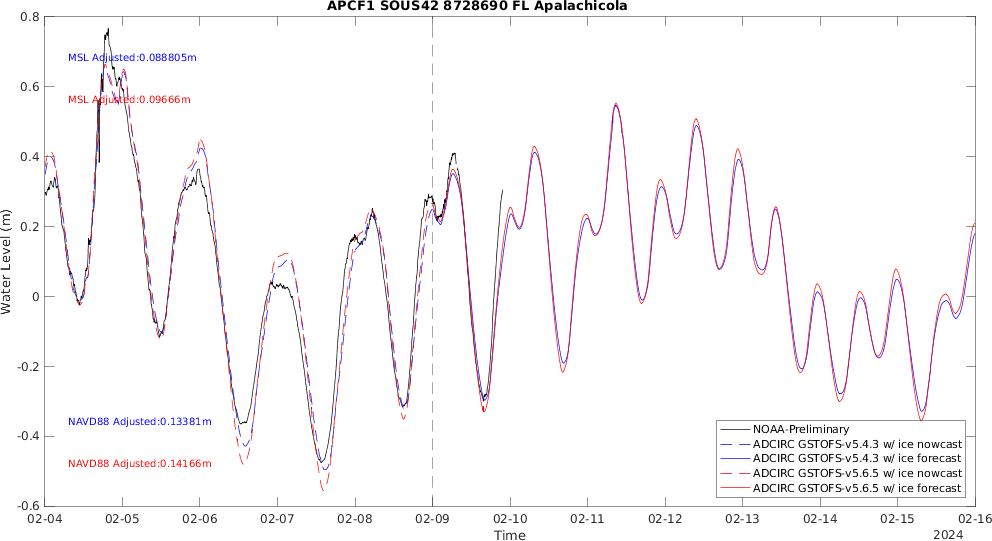 APCF1 SOUS42 8728690 FL Apalachicola
0.8
MSL Adjusted:0.088805m
0.6
MSL Adjusted:0.09666m
0.4
0.2
Water Level (m)
0
-0.2
-0.4
-0.6
NAVD88 Adjusted:0.13381m
NAVD88 Adjusted:0.14166m
NOAA-Preliminary
ADCIRC GSTOFS-v5.4.3 w/ ice nowcast
ADCIRC GSTOFS-v5.4.3 w/ ice forecast
ADCIRC GSTOFS-v5.6.5 w/ ice nowcast
ADCIRC GSTOFS-v5.6.5 w/ ice forecast
02-04 02-05 02-06 02-07 02-08 02-09 02-10 02-11 02-12 02-13 02-14 02-15 02-16
Time
2024